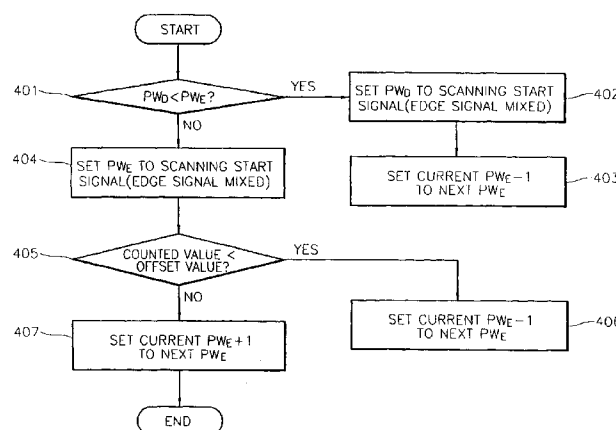 START
401
PWD<PWE?
YES
SET PWD TO SCANNING START
SIGNAL(EDGE SIGNAL MIXED)
402
NO
404
SET PWE TO SCANNING START
SIGNAL(EDGE SIGNAL MIXED)
SET CURRENT PWE-1
TO NEXT PWE
403
405
COUNTED VALUE <
OFFSET VALUE?
YES
NO
407
SET CURRENT PWE+1
TO NEXT PWE
SET CURRENT PWE-1
TO NEXT PWE
406
END